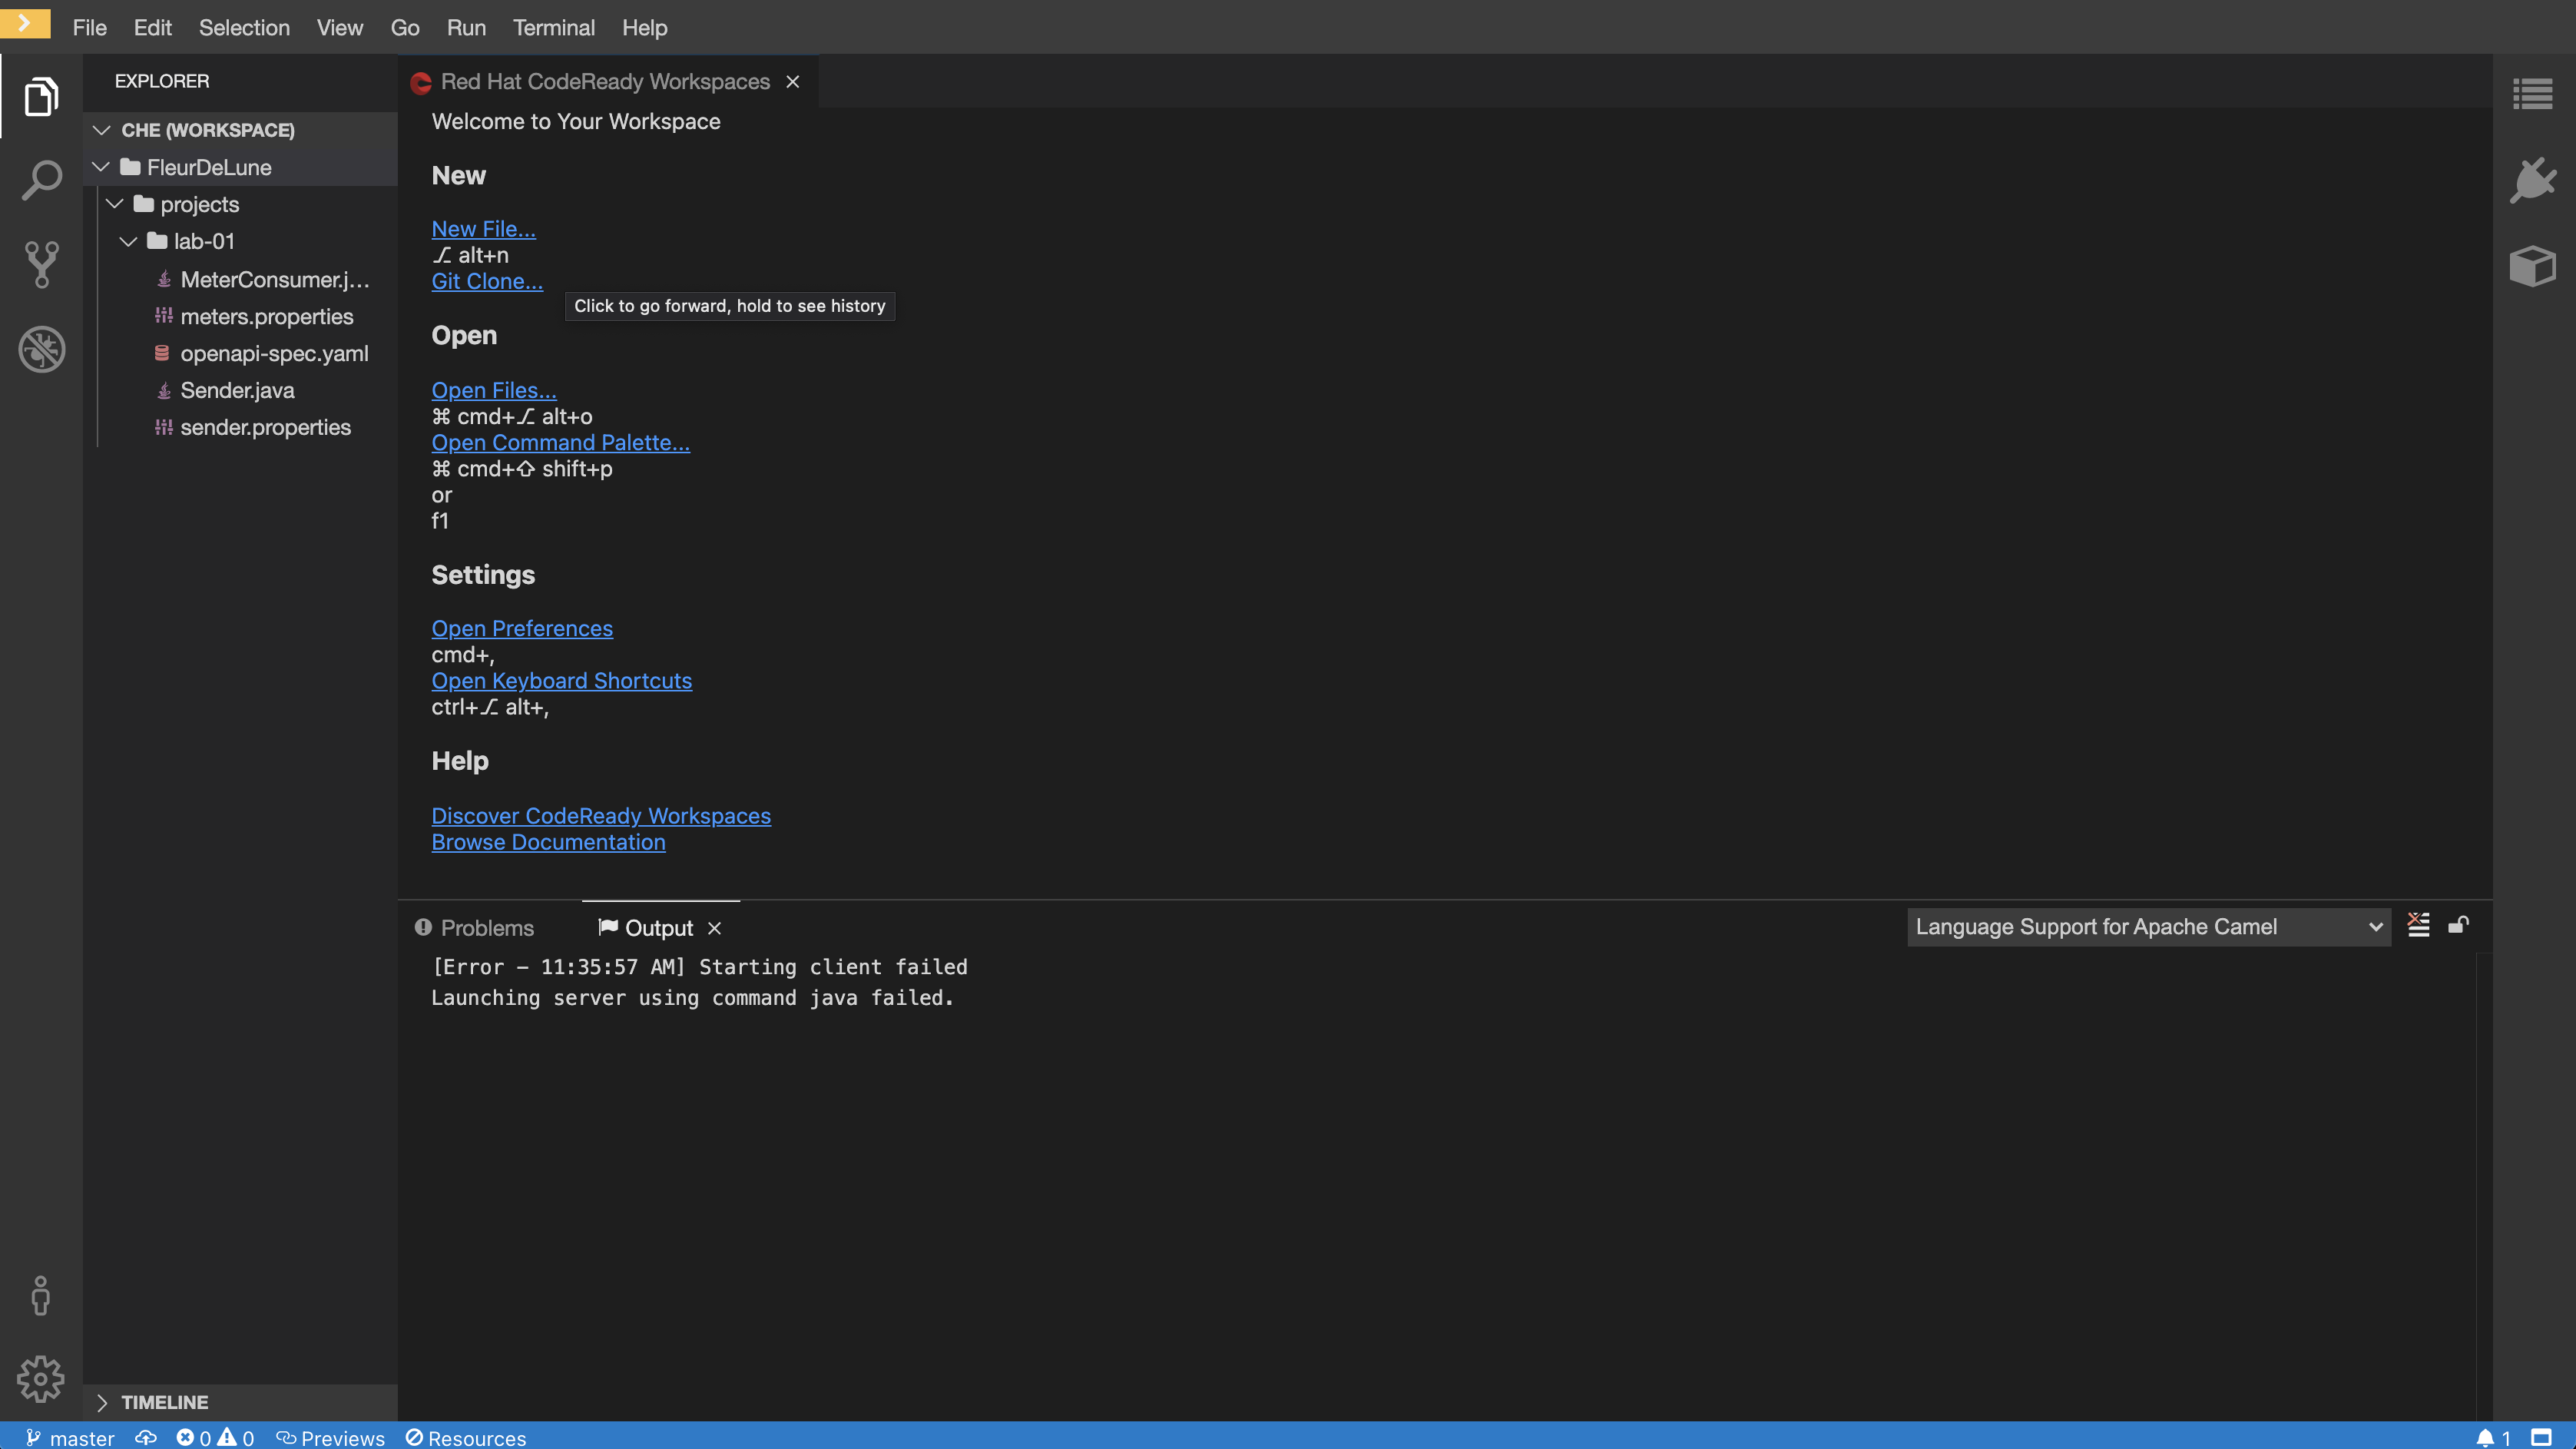 File Edit Selection View Go Run Terminal Help
EXPLORER
CHE (WORKSPACE)
FleurDeLune
projects
lab-01
MeterConsumer.j...
meters.properties
openapi-spec.yaml
Sender.java
sender.properties
TIMELINE
Red Hat CodeReady Workspaces
Welcome to Your Workspace
New
New File...
⌥ alt+n
Git Clone...
Click to go forward, hold to see history
Open
Open Files...
⌘ cmd+⌥ alt+o
Open Command Palette...
⌘ cmd+⇧ shift+p
or
f1
Settings
Open Preferences
cmd+,
Open Keyboard Shortcuts
ctrl+⌥ alt+,
Help
Discover CodeReady Workspaces
Browse Documentation
Problems Output Language Support for Apache Camel
[Error - 11:35:57 AM] Starting client failed
Launching server using command java failed.
master 0 0 Previews Resources 1